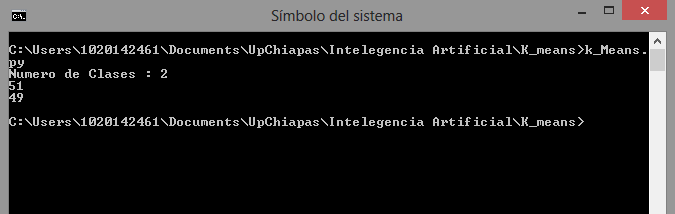 Símbolo del sistema
C:\Users\1020142461\Documents\UpChiapas\Intelegencia Artificial\K_means>k_Means.
py
Numero de Clases : 2
51
49
C:\Users\1020142461\Documents\UpChiapas\Intelegencia Artificial\K_means>